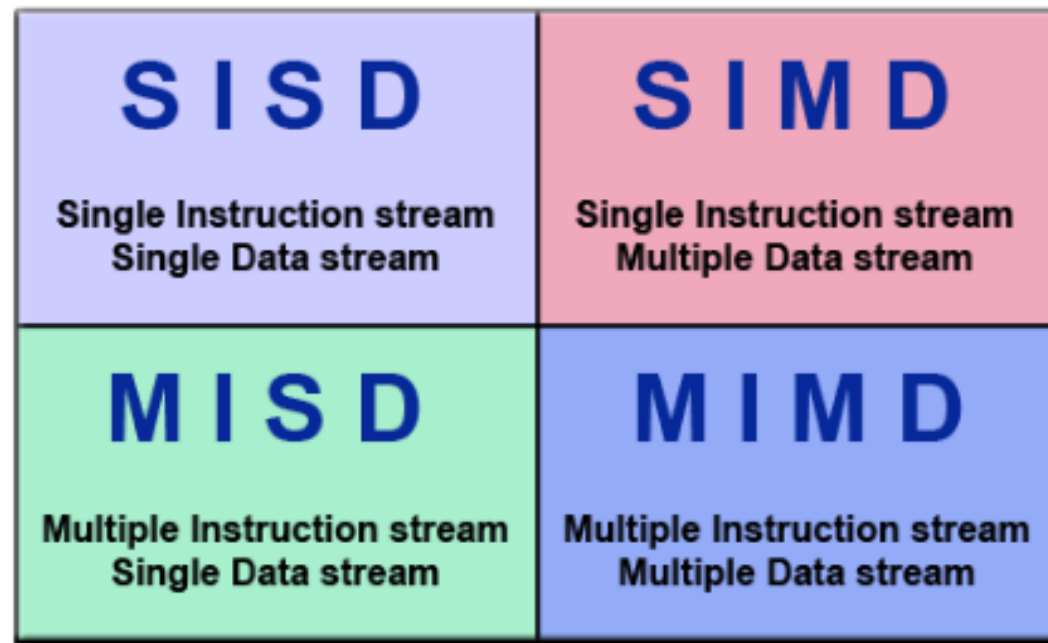 S I S D
Single Instruction stream
Single Data stream
S I M D
Single Instruction stream
Multiple Data stream
M I S D
Multiple Instruction stream
Single Data stream
M I M D
Multiple Instruction stream
Multiple Data stream